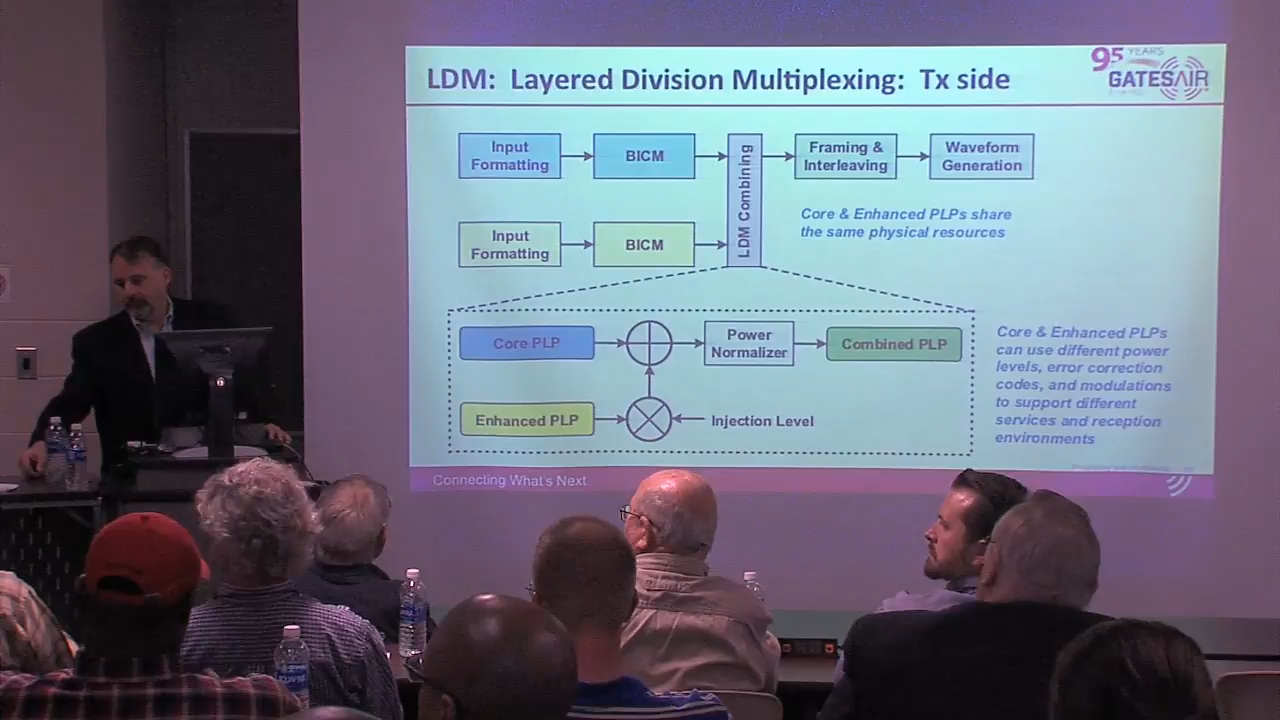 LDM: Layered Division Multiplexing: Tx side
95 YEARS
GATESAIR
Input
Formatting
BICM
LDM Combining
Framing &
Interleaving
Waveform
Generation
Core & Enhanced PLPs share
the same physical resources
Input
Formatting
BICM
Core PLP
Power
Normalizer
Combined PLP
Enhanced PLP
Injection Level
Core & Enhanced PLPs
can use different power
levels, error correction
codes, and modulations
to support different
services and reception
environments
Connecting What's Next